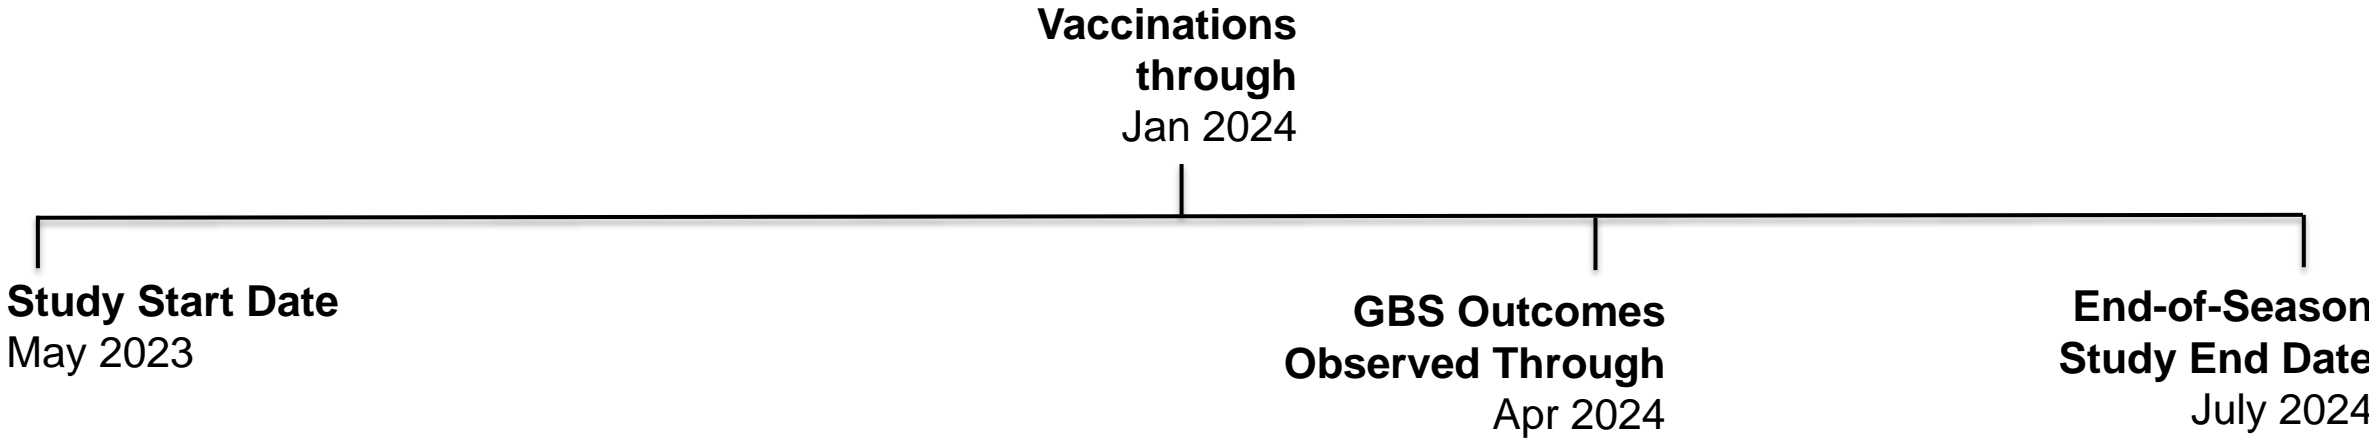 Vaccinations
through
Jan 2024
Study Start Date
May 2023
GBS Outcomes
Observed Through
Apr 2024
End-of-Season
Study End Date
July 2024